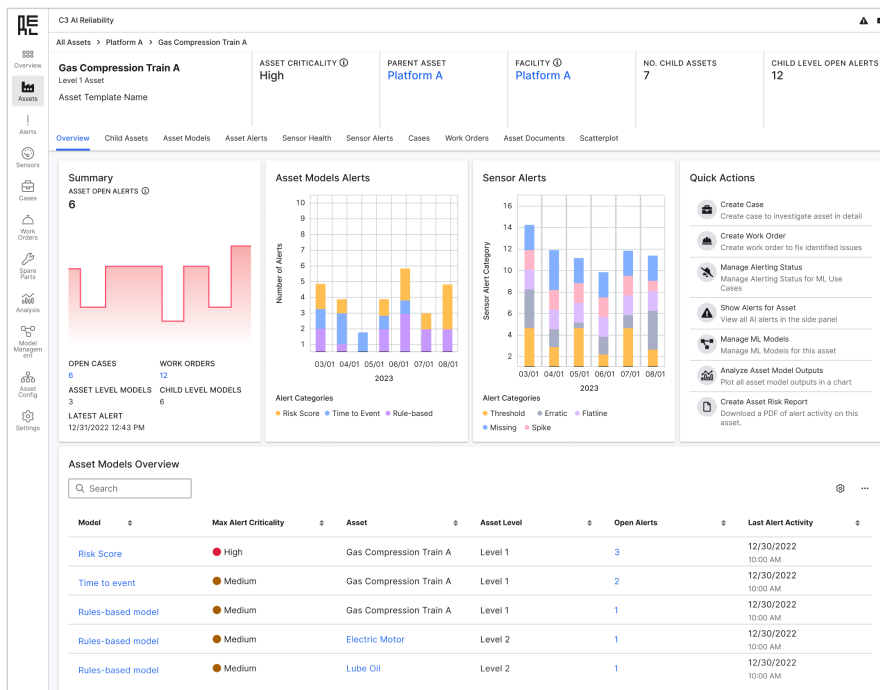 C3 AI Reliability
All Assets > Platform A > Gas Compression Train A
Overview
Assets
Alerts
Sensors
Cases
Work
Orders
Spare
Parts
Analysis
Model
Managem
ent
Asset
Config
Settings
Gas Compression Train A
Level 1 Asset
Asset Template Name
ASSET CRITICALITY
High
PARENT ASSET
Platform A
FACILITY
Platform A
NO. CHILD ASSETS
7
CHILD LEVEL OPEN ALERTS
12
Overview Child Assets Asset Models Asset Alerts Sensor Health Sensor Alerts Cases Work Orders Asset Documents Scatterplot
Summary
ASSET OPEN ALERTS
6
OPEN CASES WORK ORDERS
6 12
ASSET LEVEL MODELS CHILD LEVEL MODELS
3 6
LATEST ALERT
12/31/2022 12:43 PM
Asset Models Alerts
Number of Alerts
10
9
8
7
6
5
4
3
2
1
03/01 04/01 05/01 06/01 07/01 08/01
2023
Alert Categories
Risk Score Time to Event Rule-based
Sensor Alerts
Sensor Alert Category
16
14
12
10
8
6
4
2
03/01 04/01 05/01 06/01 07/01 08/01
2023
Alert Categories
Threshold Erratic Flatline
Missing Spike
Quick Actions
Create Case
Create case to investigate asset in detail
Create Work Order
Create work order to fix identified issues
Manage Alerting Status
Manage Alerting Status for ML Use
Cases
Show Alerts for Asset
View all AI alerts in the side panel
Manage ML Models
Manage ML Models for this asset
Analyze Asset Model Outputs
Plot all asset model outputs in a chart
Create Asset Risk Report
Download a PDF of alert activity on this
asset.
Asset Models Overview
Search
Model Max Alert Criticality Asset Asset Level Open Alerts Last Alert Activity
Risk Score High Gas Compression Train A Level 1 3 12/30/2022
10:00 AM
Time to event Medium Gas Compression Train A Level 1 2 12/30/2022
10:00 AM
Rules-based model Medium Gas Compression Train A Level 1 1 12/30/2022
10:00 AM
Rules-based model Medium Electric Motor Level 2 1 12/30/2022
10:00 AM
Rules-based model Medium Lube Oil Level 2 1 12/30/2022
10:00 AM